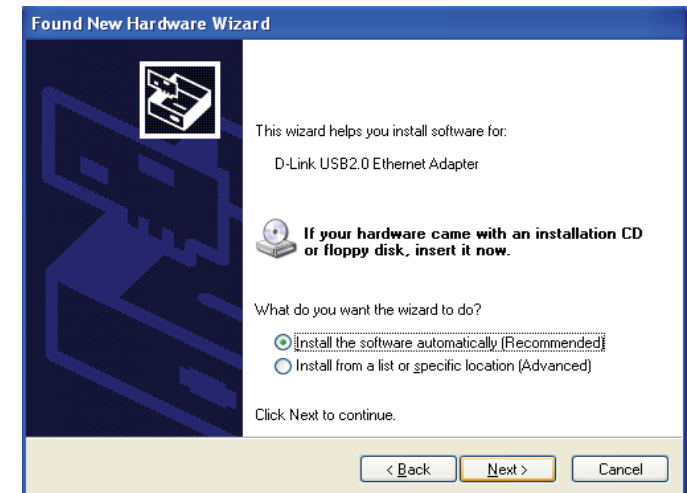 Found New Hardware Wizard
This wizard helps you install software for:
D-Link USB2.0 Ethernet Adapter
If your hardware came with an installation CD
or floppy disk, insert it now.
What do you want the wizard to do?
Install the software automatically (Recommended)
Install from a list or specific location (Advanced)
Click Next to continue.
< Back
Next >
Cancel